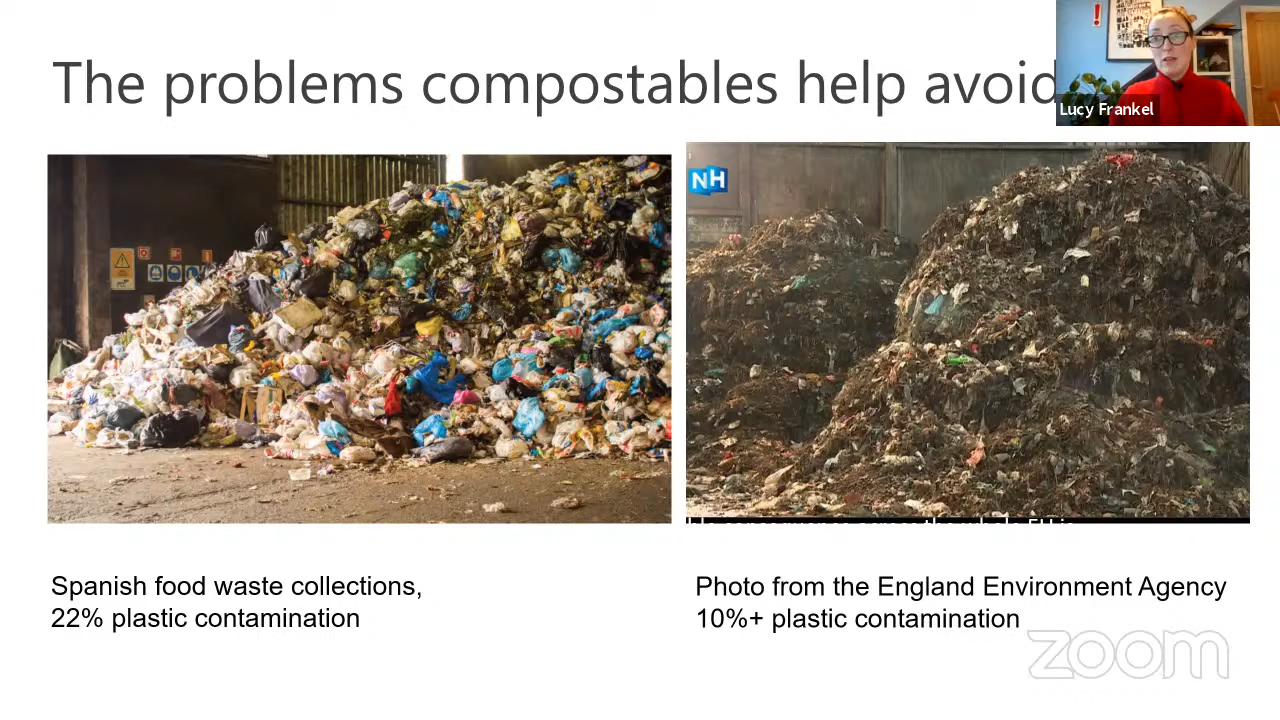 The problems compostables help avoid
Lucy Frankel
NH
Spanish food waste collections,
22% plastic contamination
Photo from the England Environment Agency
10%+ plastic contamination
zoom